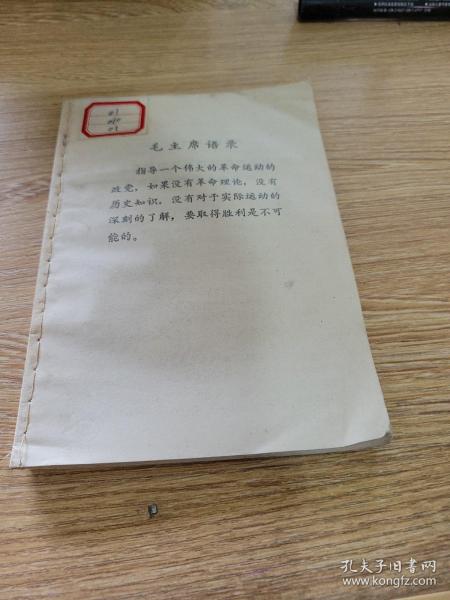 01
010
01
毛主席语录
指导一个伟大的革命运动的
政党，如果没有革命理论，没有
历史知识，没有对于实际运动的
深刻的了解，要取得胜利是不可
能的。
孔夫子旧书网
www.kongfz.com